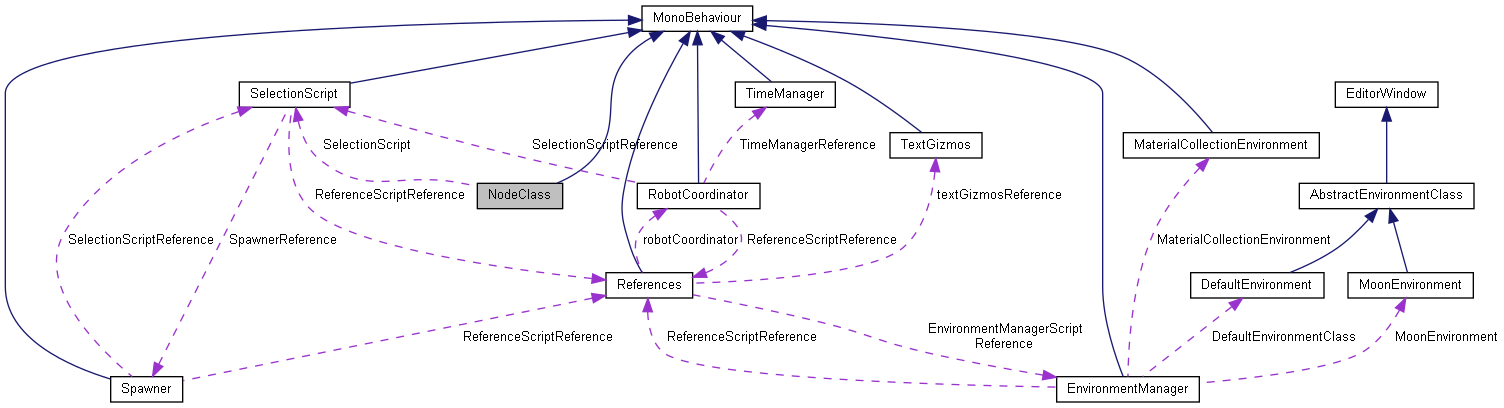 MonoBehaviour
SelectionScript
TimeManager
EditorWindow
SelectionScript
SelectionScriptReference
TimeManagerReference
TextGizmos
MaterialCollectionEnvironment
ReferenceScriptReference
NodeClass
RobotCoordinator
textGizmosReference
AbstractEnvironmentClass
SelectionScriptReference
SpawnerReference
robotCoordinator
ReferenceScriptReference
MaterialCollectionEnvironment
References
DefaultEnvironment
MoonEnvironment
ReferenceScriptReference
ReferenceScriptReference
EnvironmentManagerScript
Reference
DefaultEnvironmentClass
MoonEnvironment
Spawner
EnvironmentManager